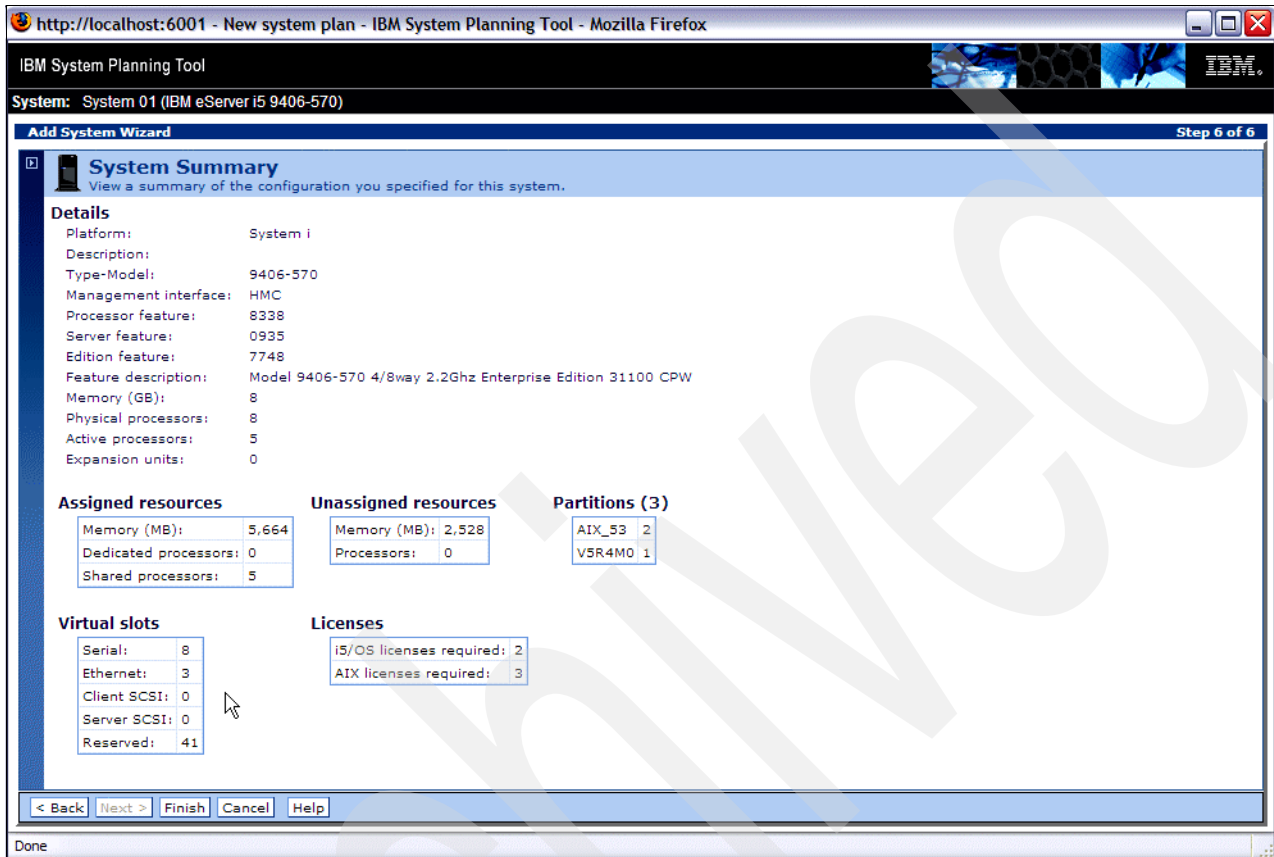 http://localhost:6001 - New system plan - IBM System Planning Tool - Mozilla Firefox
IBM System Planning Tool
IBM.
System: System 01 (IBM eServer i5 9406-570)
Add System Wizard Step 6 of 6
System Summary
View a summary of the configuration you specified for this system.
Details
Platform: System i
Description:
Type-Model: 9406-570
Management interface: HMC
Processor feature: 8338
Server feature: 0935
Edition feature: 7748
Feature description: Model 9406-570 4/8way 2.2Ghz Enterprise Edition 31100 CPW
Memory (GB): 8
Physical processors: 8
Active processors: 5
Expansion units: 0
Assigned resources Unassigned resources Partitions (3)
Memory (MB): 5,664 Memory (MB): 2,528 AIX_53 2
Dedicated processors: 0 Processors: 0 V5R4M0 1
Shared processors: 5
Virtual slots Licenses
Serial: 8 i5/OS licenses required: 2
Ethernet: 3 AIX licenses required: 3
Client SCSI: 0
Server SCSI: 0
Reserved: 41
< Back Next > Finish Cancel Help
Done